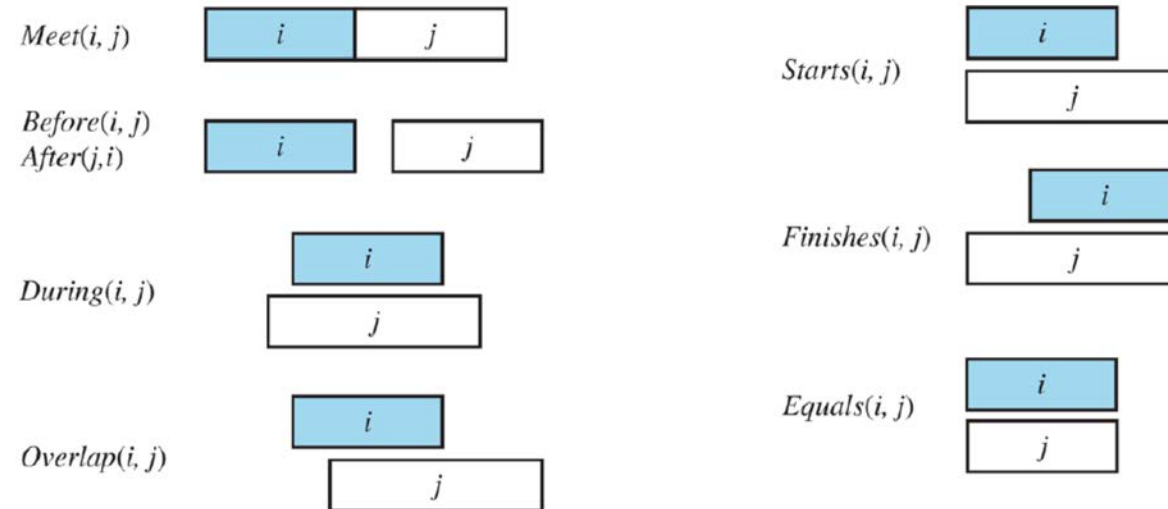 Meet(i, j)
i
j
Before(i, j)
After(j,i)
i
j
During(i, j)
i
j
Overlap(i, j)
i
j
Starts(i, j)
i
j
Finishes(i, j)
i
j
Equals(i, j)
i
j